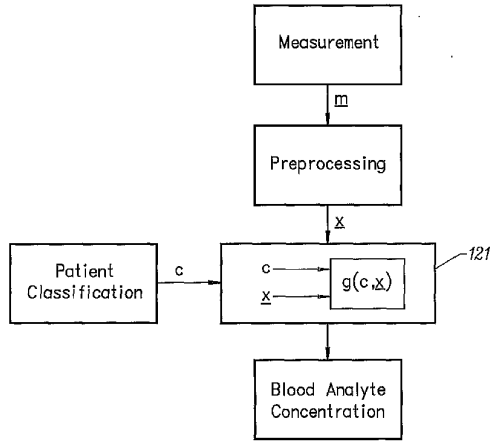 Measurement
m
Preprocessing
x
121
Patient
Classification
c
c
x
g(c,x)
Blood Analyte
Concentration